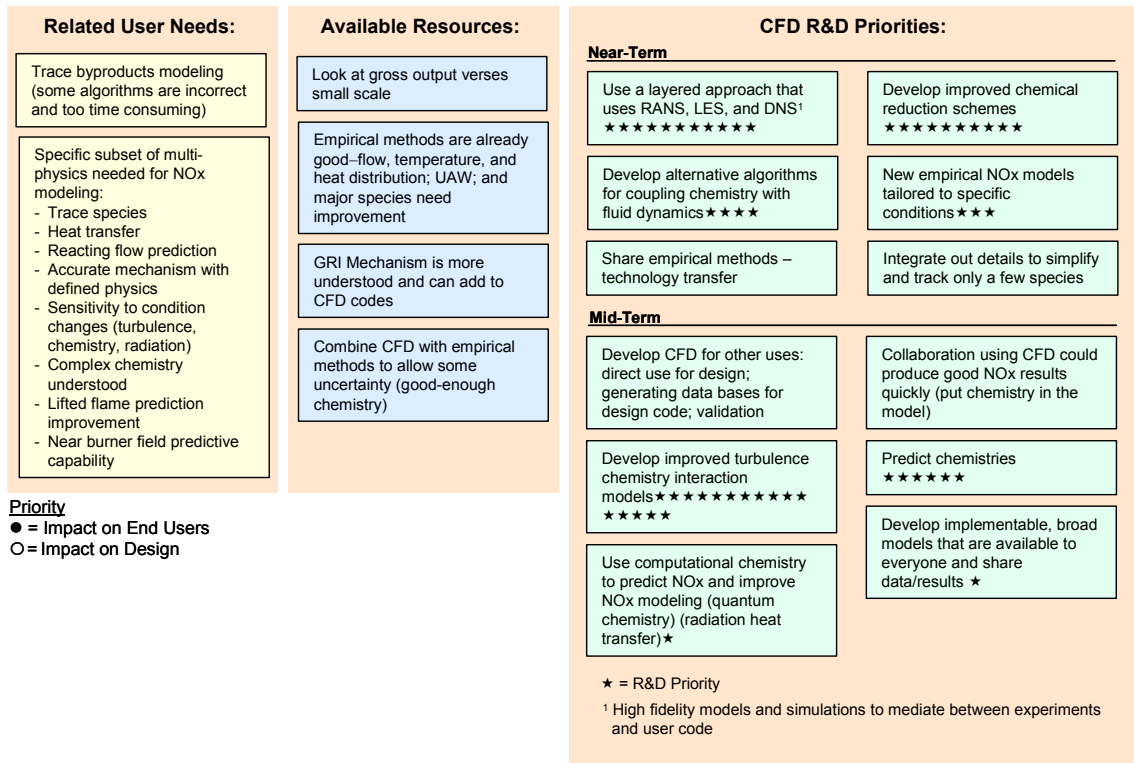 Related User Needs:
Trace byproducts modeling
(some algorithms are incorrect
and too time consuming)
Specific subset of multi-
physics needed for NOx
modeling:
- Trace species
- Heat transfer
- Reacting flow prediction
- Accurate mechanism with
defined physics
- Sensitivity to condition
changes (turbulence,
chemistry, radiation)
- Complex chemistry
understood
- Lifted flame prediction
improvement
- Near burner field predictive
capability
Priority
● = Impact on End Users
O = Impact on Design
Available Resources:
Look at gross output verses
small scale
Empirical methods are already
good–flow, temperature, and
heat distribution; UAW; and
major species need
improvement
GRI Mechanism is more
understood and can add to
CFD codes
Combine CFD with empirical
methods to allow some
uncertainty (good-enough
chemistry)
CFD R&D Priorities:
Near-Term
Use a layered approach that
uses RANS, LES, and DNS¹
★★★★★★★★★★★
Develop improved chemical
reduction schemes
★★★★★★★★★★
Develop alternative algorithms
for coupling chemistry with
fluid dynamics★★★★
New empirical NOx models
tailored to specific
conditions★★★
Share empirical methods –
technology transfer
Integrate out details to simplify
and track only a few species
Mid-Term
Develop CFD for other uses:
direct use for design;
generating data bases for
design code; validation
Collaboration using CFD could
produce good NOx results
quickly (put chemistry in the
model)
Develop improved turbulence
chemistry interaction
models★★★★★★★★★★★
★★★★★
Predict chemistries
★★★★★★
Use computational chemistry
to predict NOx and improve
NOx modeling (quantum
chemistry) (radiation heat
transfer)★
Develop implementable, broad
models that are available to
everyone and share
data/results ★
★ = R&D Priority
¹ High fidelity models and simulations to mediate between experiments
and user code